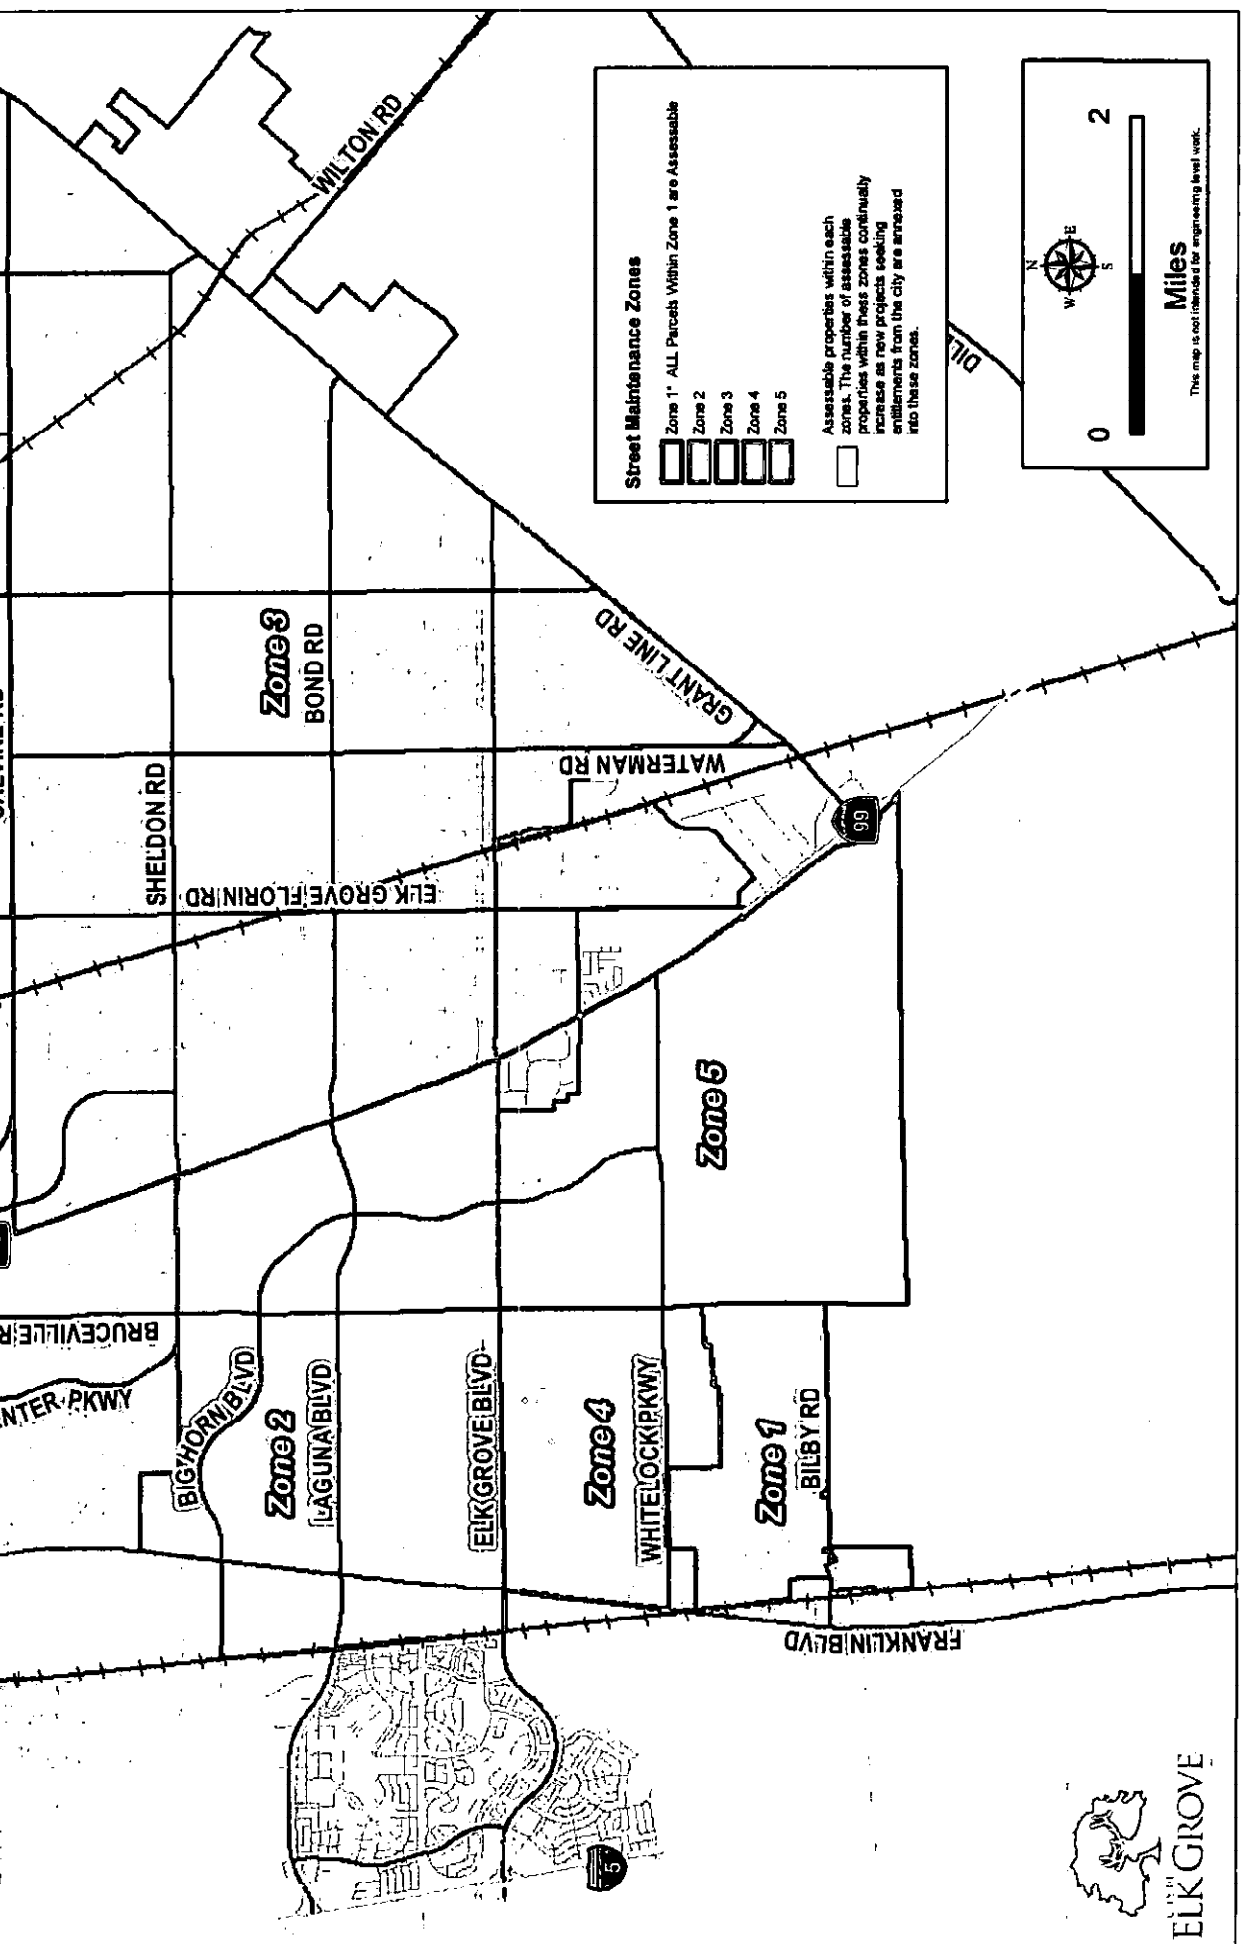 WILTON RD
SHELDON RD
Zone 3
BOND RD
GRANT LINE RD
WATERMAN RD
ELK GROVE FLORIN RD
99
Zone 5
BIG HORN BLVD
Zone 2
LAGUNA BLVD
ELK GROVE BLVD
Zone 4
WHITELOCK PKWY
Zone 1
BILBY RD
FRANKLIN BLVD
5
Street Maintenance Zones
Zone 1* ALL Parcels Within Zone 1 are Assessable
Zone 2
Zone 3
Zone 4
Zone 5
Assessable properties within each
zones. The number of assessable
properties within these zones continually
increase as new projects seeking
entitlements from the city are annexed
into these zones.
N
W
E
S
0
2
Miles
This map is not intended for engineering level work.
CITY OF
ELK GROVE